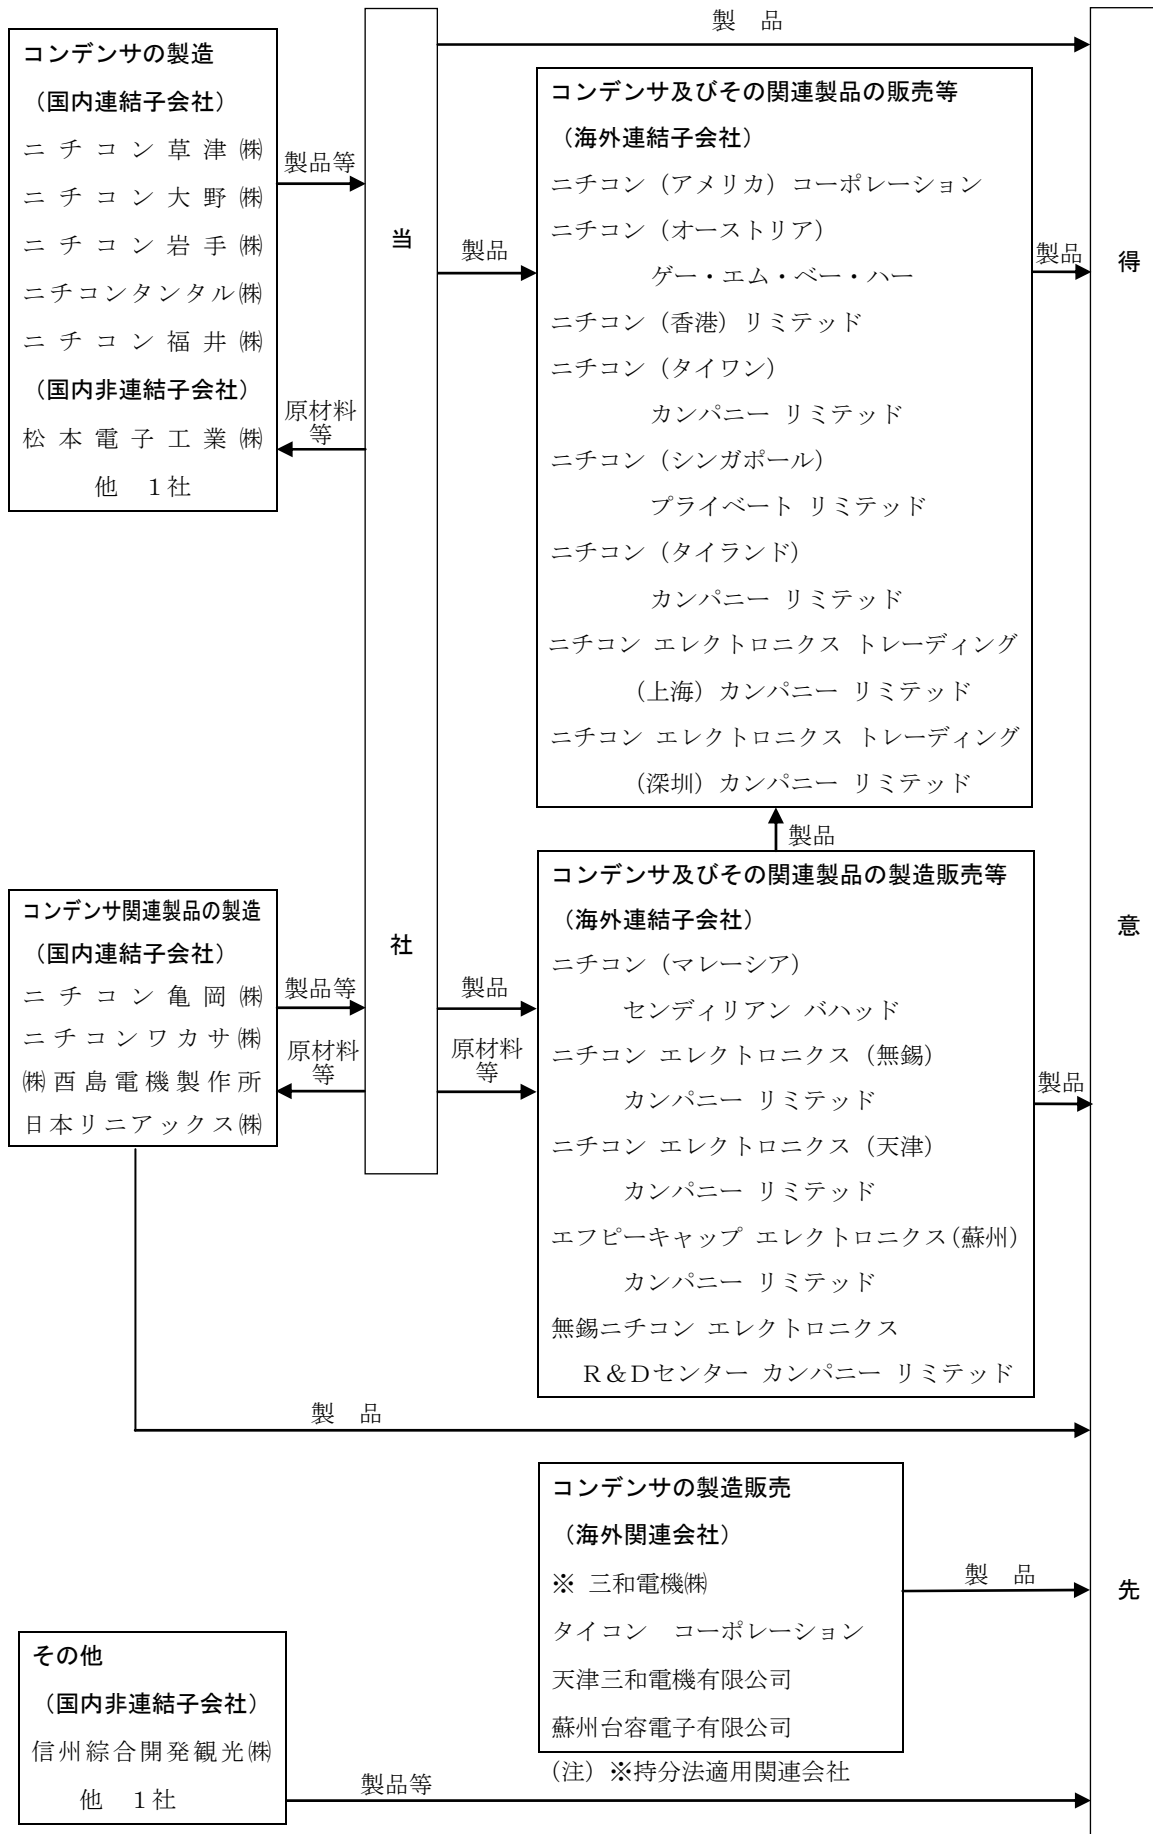 製　品
コンデンサの製造
（国内連結子会社）
ニチコン草津㈱
ニチコン大野㈱
ニチコン岩手㈱
ニチコンタンタル㈱
ニチコン福井㈱
（国内非連結子会社）
松本電子工業㈱
他　１社
製品等
原材料
等
当
社
製品
コンデンサ及びその関連製品の販売等
（海外連結子会社）
ニチコン（アメリカ）コーポレーション
ニチコン（オーストリア）
ゲー・エム・ベー・ハー
ニチコン（香港）リミテッド
ニチコン（タイワン）
カンパニー リミテッド
ニチコン（シンガポール）
プライベート リミテッド
ニチコン（タイランド）
カンパニー リミテッド
ニチコン エレクトロニクス トレーディング
（上海）カンパニー リミテッド
ニチコン エレクトロニクス トレーディング
（深圳）カンパニー リミテッド
製品
得
意
先
製品
コンデンサ関連製品の製造
（国内連結子会社）
ニチコン亀岡㈱
ニチコンワカサ㈱
㈱酉島電機製作所
日本リニアックス㈱
製品等
原材料
等
製品
原材料
等
コンデンサ及びその関連製品の製造販売等
（海外連結子会社）
ニチコン（マレーシア）
センディリアン バハッド
ニチコン エレクトロニクス（無錫）
カンパニー リミテッド
ニチコン エレクトロニクス（天津）
カンパニー リミテッド
エフピーキャップ エレクトロニクス（蘇州）
カンパニー リミテッド
無錫ニチコン エレクトロニクス
Ｒ＆Ｄセンター カンパニー リミテッド
製品
製　品
コンデンサの製造販売
（海外関連会社）
※ 三和電機㈱
タイコン　コーポレーション
天津三和電機有限公司
蘇州台容電子有限公司
製　品
（注）※持分法適用関連会社
その他
（国内非連結子会社）
信州綜合開発観光㈱
他　１社
製品等